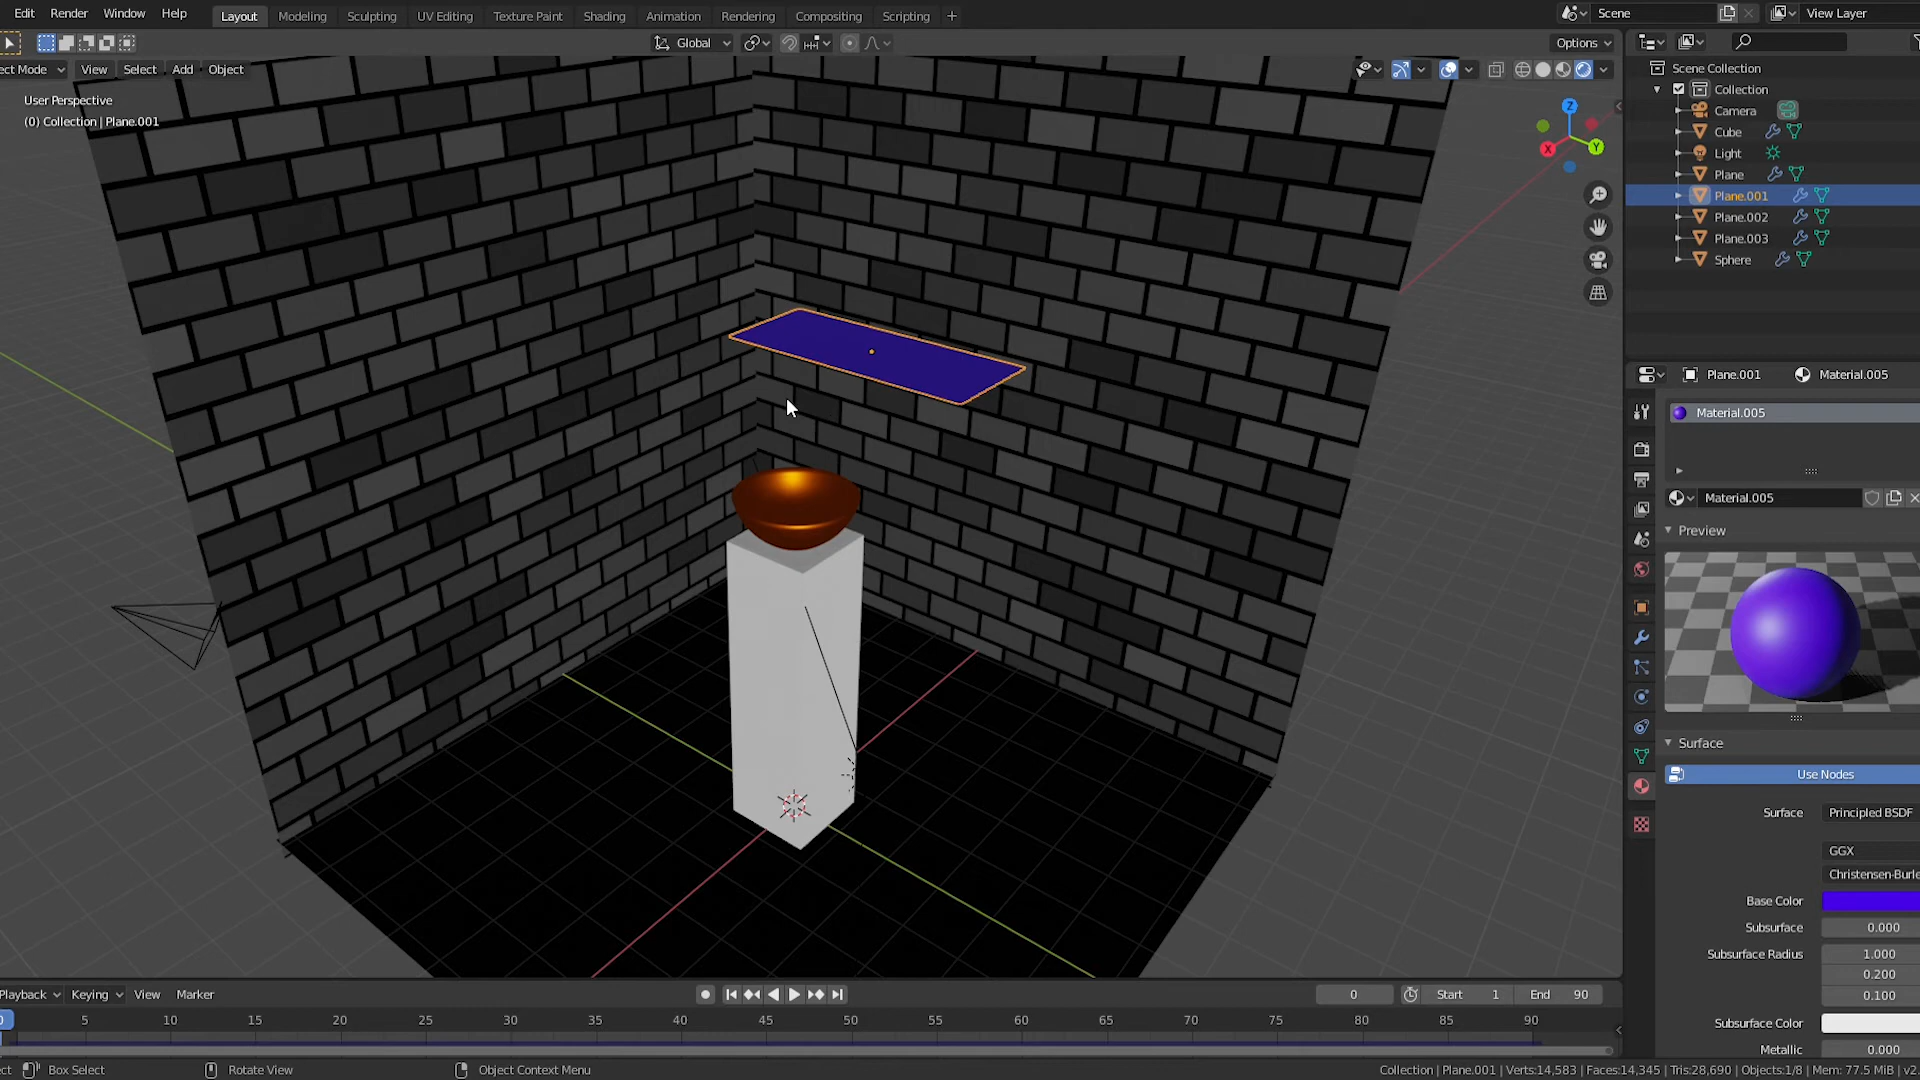 Edit Render Window Help Layout Modeling Sculpting UV Editing Texture Paint Shading Animation Rendering Compositing Scripting + Scene View Layer
Global Options
ect Mode View Select Add Object
User Perspective
(0) Collection | Plane.001
Z
X
Y
Scene Collection
Collection
Camera
Cube
Light
Plane
Plane.001
Plane.002
Plane.003
Sphere
Plane.001 Material.005
Material.005
Material.005
Preview
Surface
Use Nodes
Surface Principled BSDF
GGX
Christensen-Burle
Base Color
Subsurface 0.000
Subsurface Radius 1.000
0.200
0.100
Subsurface Color
Metallic 0.000
Playback Keying View Marker 0 Start 1 End 90
0 5 10 15 20 25 30 35 40 45 50 55 60 65 70 75 80 85 90
ct Box Select Rotate View Object Context Menu Collection | Plane.001 | Verts:14,583 | Faces:14,345 | Tris:28,690 | Objects:1/8 | Mem: 77.5 MiB | v2.